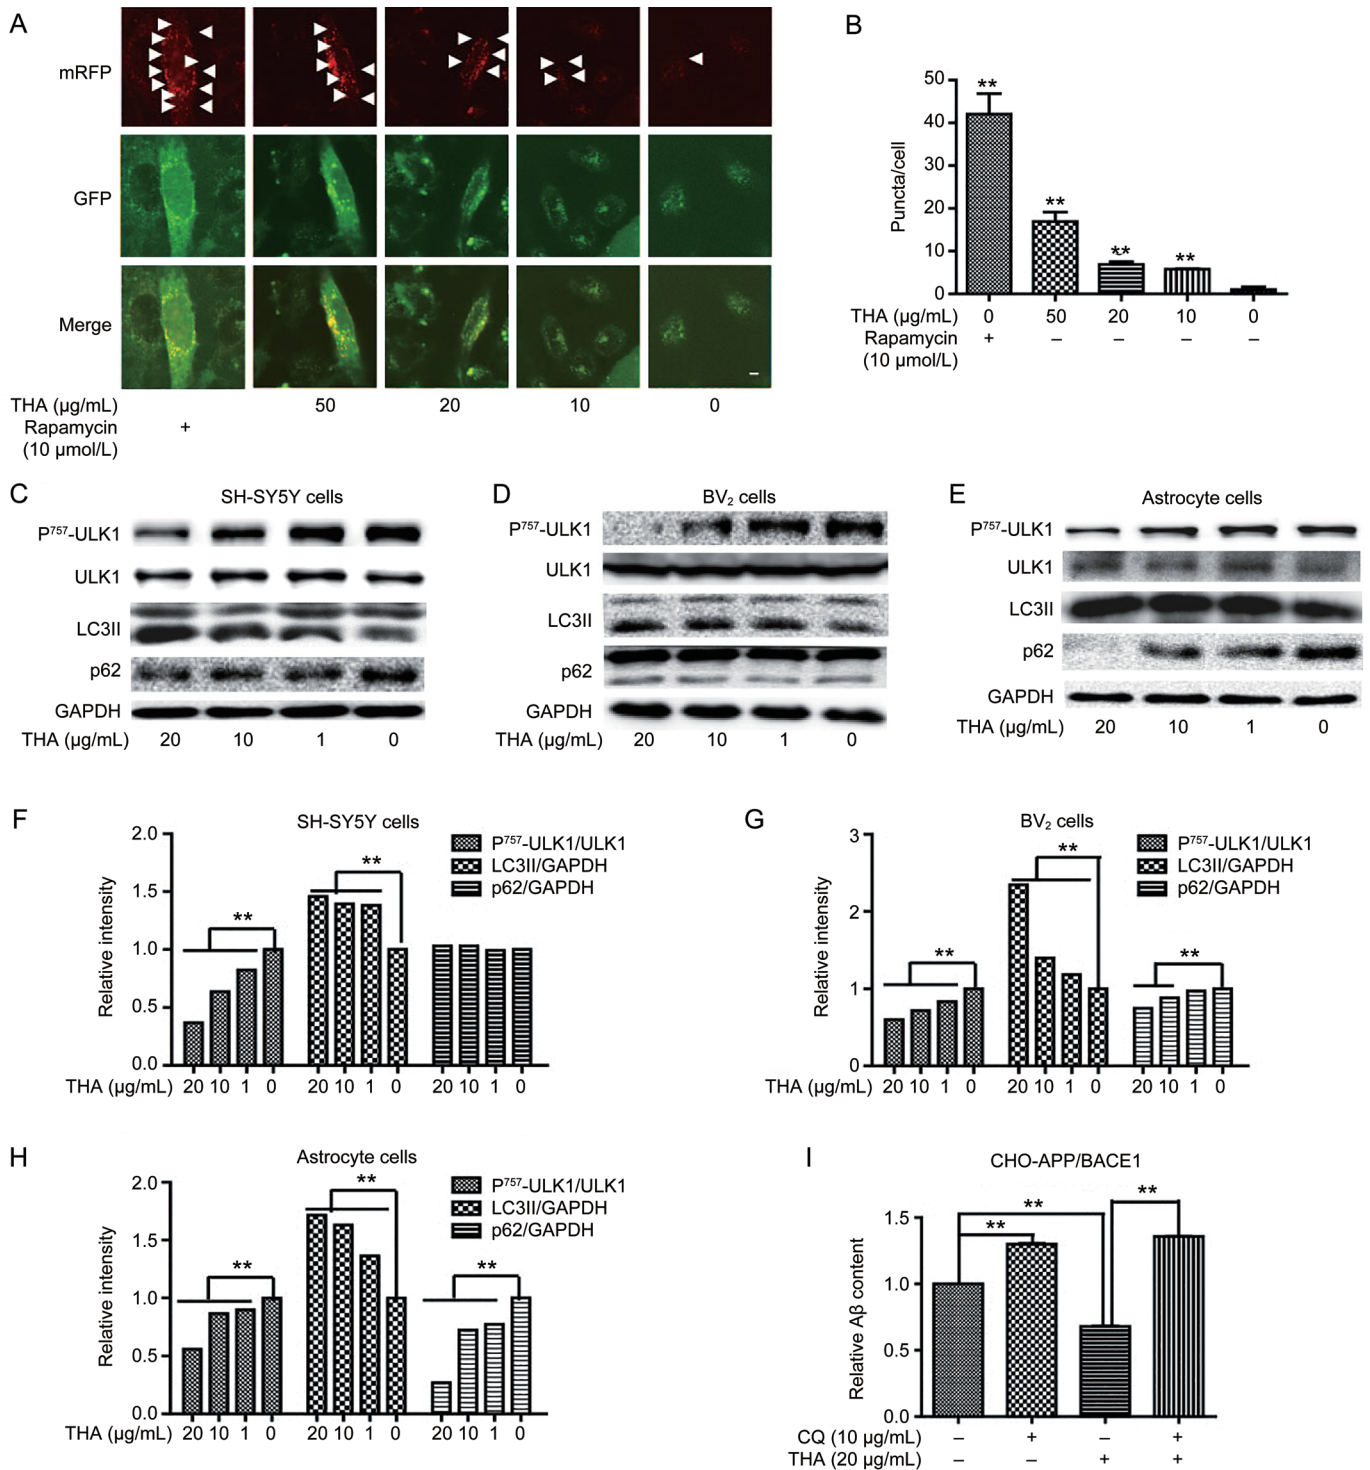 A
mRFP
GFP
Merge
THA (µg/mL) 50 20 10 0
Rapamycin +
(10 µmol/L)
B
Puncta/cell
50
40
30
20
10
0
** ** ** **
THA (µg/mL) 0 50 20 10 0
Rapamycin + – – – –
(10 µmol/L)
C
SH-SY5Y cells
P757-ULK1
ULK1
LC3II
p62
GAPDH
THA (µg/mL) 20 10 1 0
D
BV2 cells
P757-ULK1
ULK1
LC3II
p62
GAPDH
THA (µg/mL) 20 10 1 0
E
Astrocyte cells
P757-ULK1
ULK1
LC3II
p62
GAPDH
THA (µg/mL) 20 10 1 0
F
SH-SY5Y cells
P757-ULK1/ULK1
LC3II/GAPDH
p62/GAPDH
Relative intensity
2.0
1.5
1.0
0.5
0.0
** **
THA (µg/mL) 20 10 1 0 20 10 1 0 20 10 1 0
G
BV2 cells
P757-ULK1/ULK1
LC3II/GAPDH
p62/GAPDH
Relative intensity
3
2
1
0
** ** **
THA (µg/mL) 20 10 1 0 20 10 1 0 20 10 1 0
H
Astrocyte cells
P757-ULK1/ULK1
LC3II/GAPDH
p62/GAPDH
Relative intensity
2.0
1.5
1.0
0.5
0.0
** ** **
THA (µg/mL) 20 10 1 0 20 10 1 0 20 10 1 0
I
CHO-APP/BACE1
Relative Aβ content
1.5
1.0
0.5
0.0
** ** **
CQ (10 µg/mL) – + – +
THA (20 µg/mL) – – + +